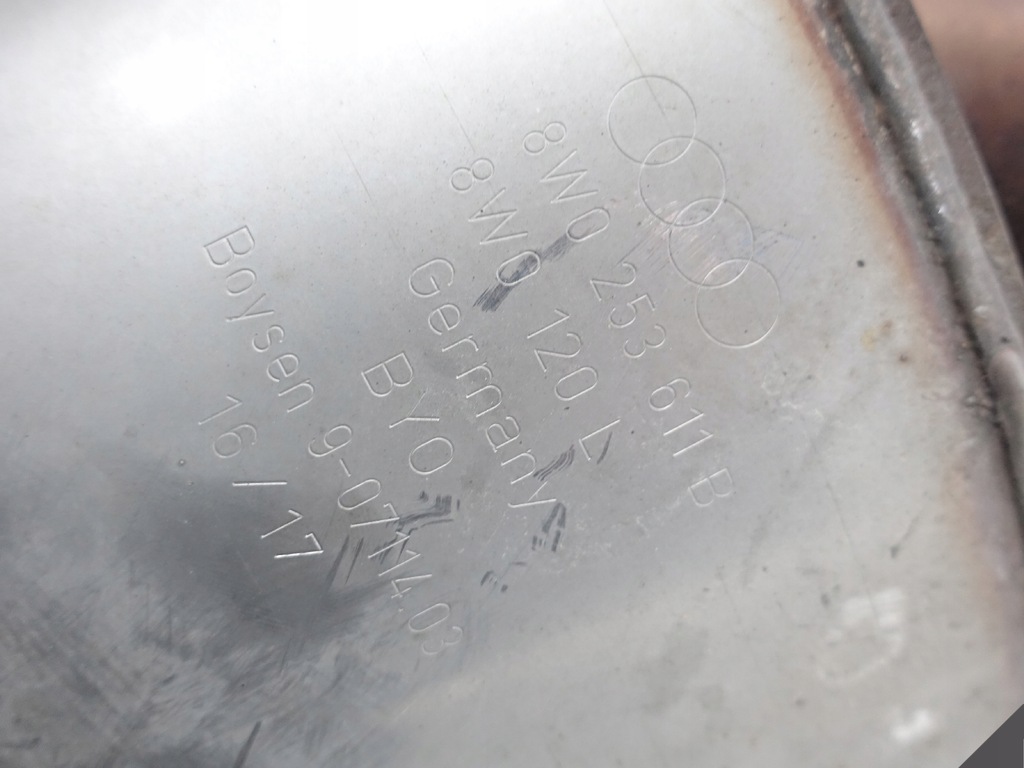 8W0 253 611 B
8W0 120 L
Germany
BYO
Boysen 9-07114.03
16 / 17